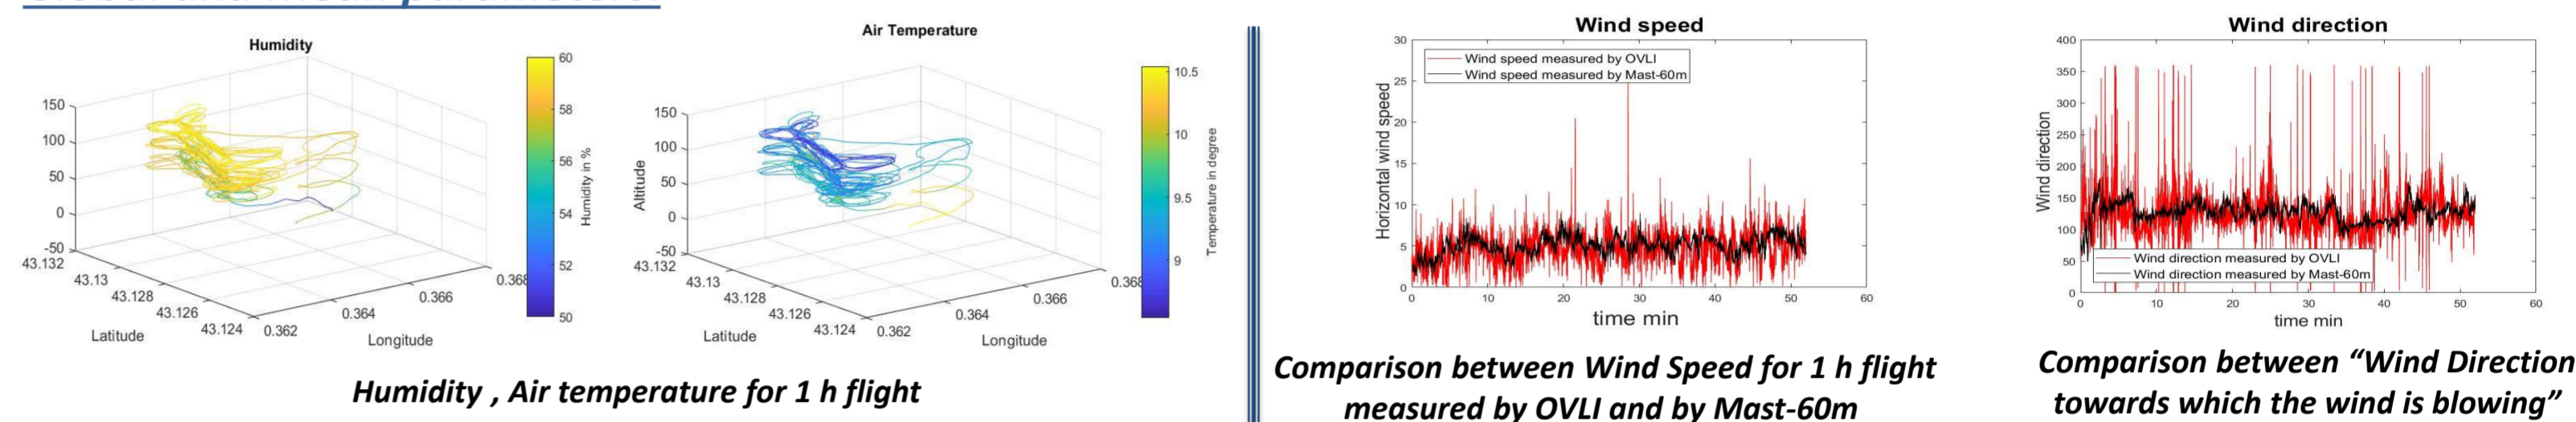 Humidity
150
100
50
0
-50
43.132
43.13
43.128
43.126
43.124
0.362
0.364
0.366
0.368
Latitude
Longitude
60
58
56
54
52
50
Humidity in %
Air Temperature
Altitude
150
100
50
0
-50
43.132
43.13
43.128
43.126
43.124
0.362
0.364
0.366
0.368
Latitude
Longitude
10.5
10
9.5
9
Temperature in degree
Humidity , Air temperature for 1 h flight
Wind speed
Wind speed measured by OVLI
Wind speed measured by Mast-60m
Horizontal wind speed
30
25
20
15
10
5
0
0 10 20 30 40 50 60
time min
Comparison between Wind Speed for 1 h flight
measured by OVLI and by Mast-60m
Wind direction
Wind direction
400
350
300
250
200
150
100
50
0
Wind direction measured by OVLI
Wind direction measured by Mast-60m
0 10 20 30 40 50 60
time min
Comparison between “Wind Direction
towards which the wind is blowing”